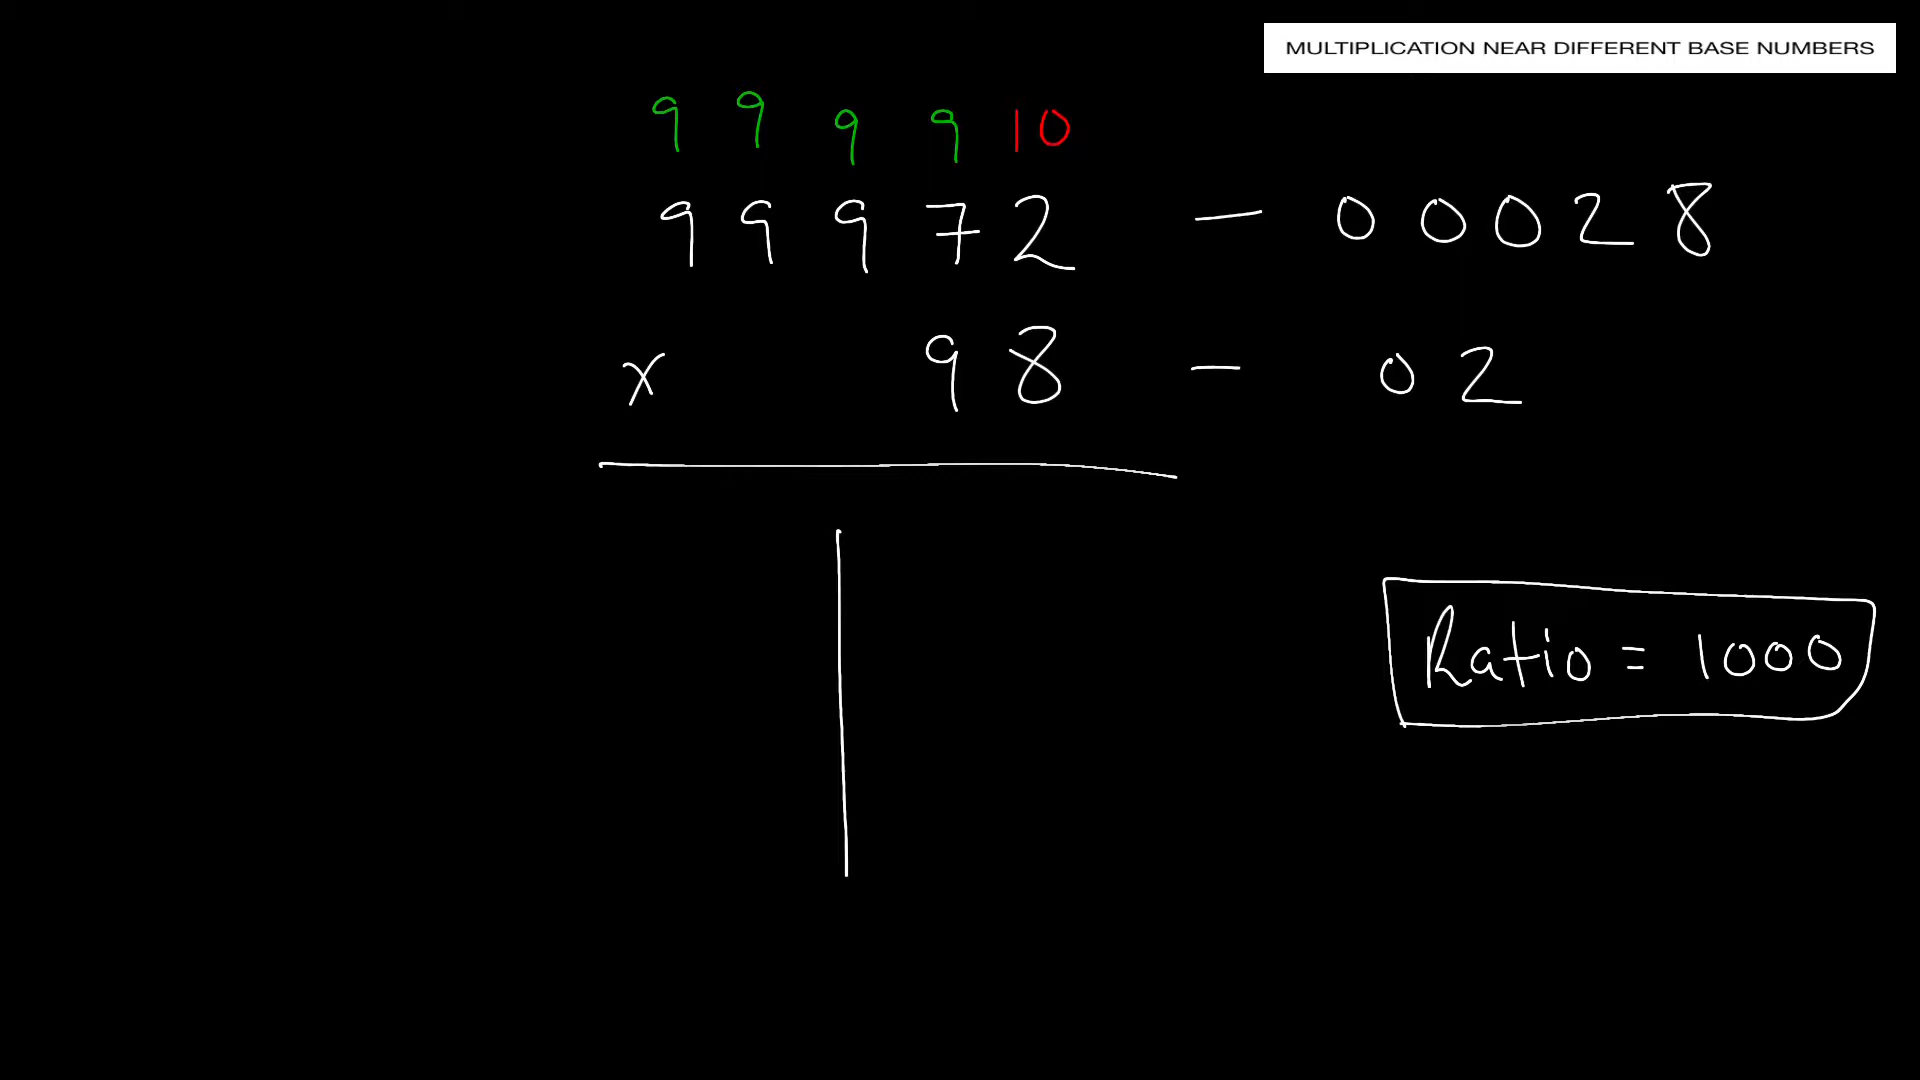 MULTIPLICATION NEAR DIFFERENT BASE NUMBERS
9 9 9 9 10
9 9 9 7 2 - 0 0 0 2 8
x 9 8 - 0 2
Ratio = 1000